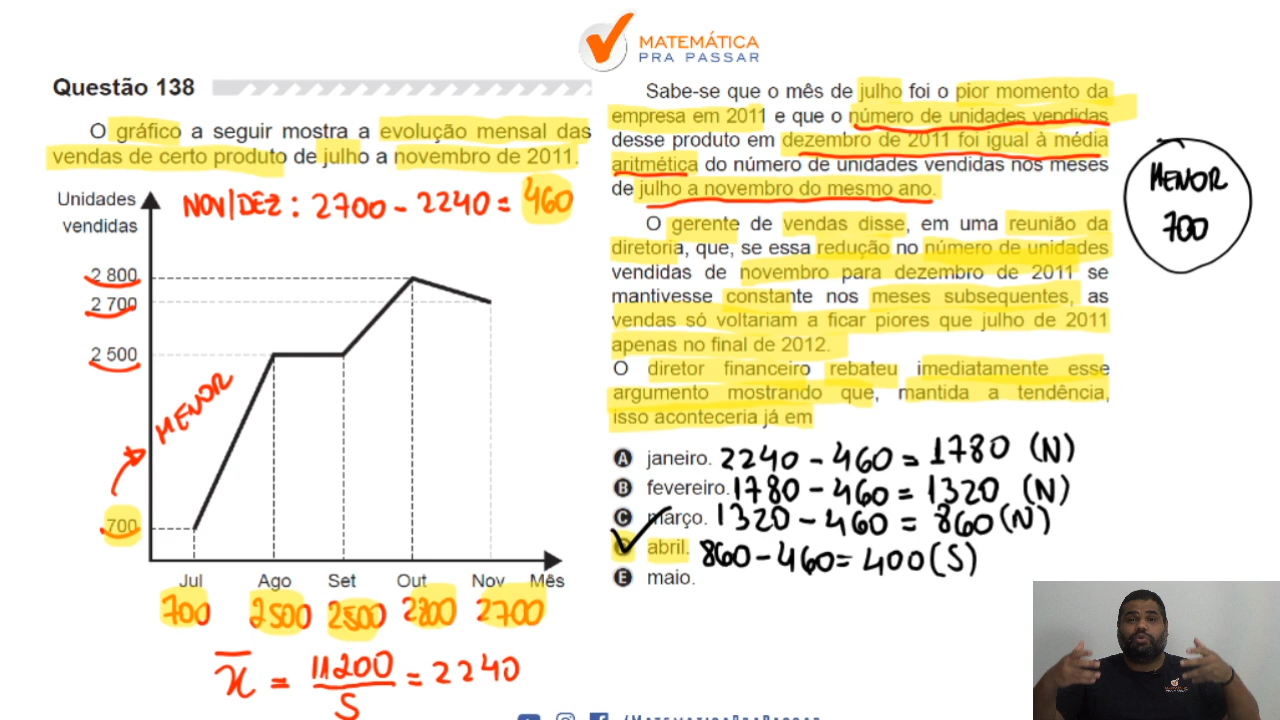 MATEMÁTICA
PRA PASSAR
Questão 138
O gráfico a seguir mostra a evolução mensal das
vendas de certo produto de julho a novembro de 2011.
Unidades
vendidas
NOV/DÊZ: 2700 - 2240 = 460
2 800
2 700
2 500
MENOR
700
Jul Ago Set Out Nov Mês
700 2500 2500 2800 2700
x̄ = 11200/5 = 2240
Sabe-se que o mês de julho foi o pior momento da
empresa em 2011 e que o número de unidades vendidas
desse produto em dezembro de 2011 foi igual à média
aritmética do número de unidades vendidas nos meses
de julho a novembro do mesmo ano.
O gerente de vendas disse, em uma reunião da
diretoria, que, se essa redução no número de unidades
vendidas de novembro para dezembro de 2011 se
mantivesse constante nos meses subsequentes, as
vendas só voltariam a ficar piores que julho de 2011
apenas no final de 2012.
O diretor financeiro rebateu imediatamente esse
argumento mostrando que, mantida a tendência,
isso aconteceria já em
A janeiro. 2240 - 460 = 1780 (N)
B fevereiro. 1780 - 460 = 1320 (N)
C março. 1320 - 460 = 860 (N)
abril. 860 - 460 = 400 (S)
E maio.
MENOR
700
MATEMÁTICA
/MATEMATICAPRAPASSAR